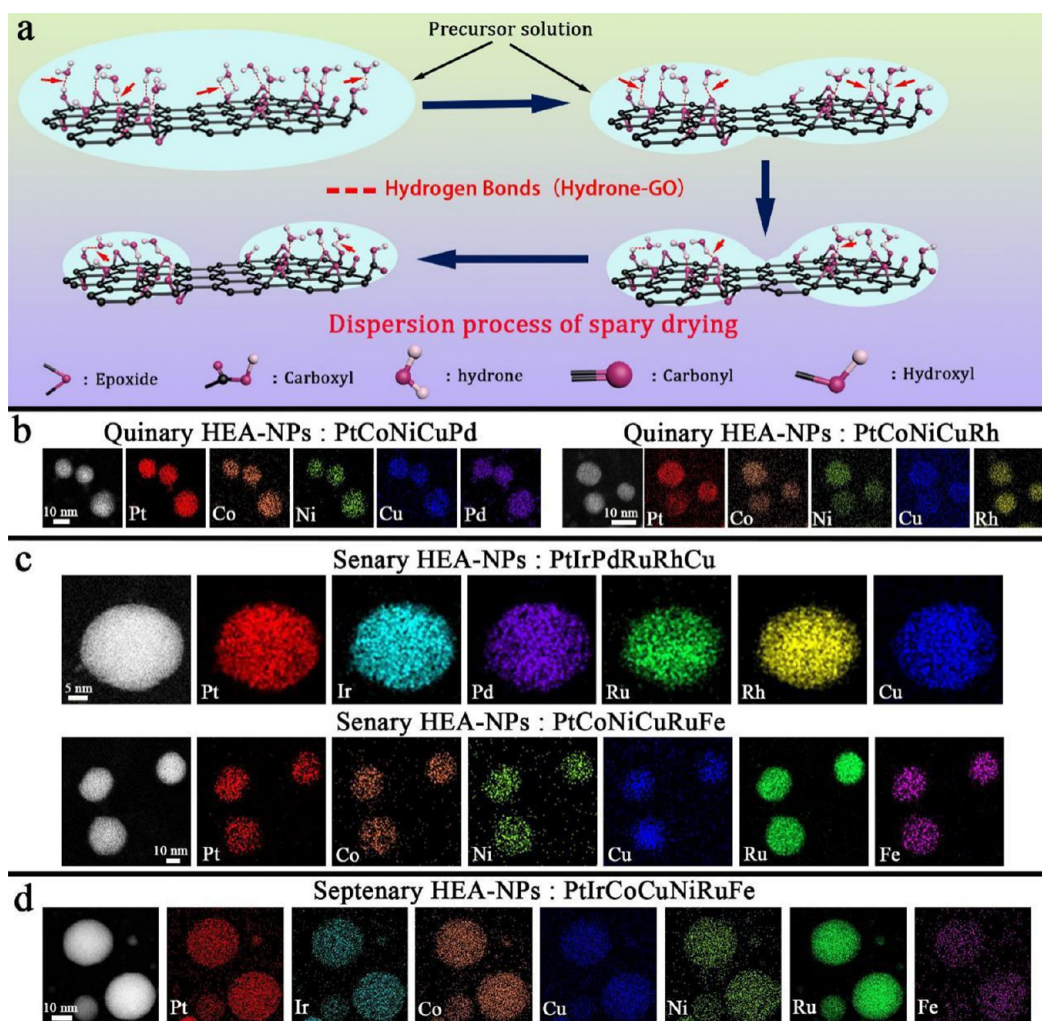 a
Precursor solution
Hydrogen Bonds（Hydrone-GO）
Dispersion process of spary drying
: Epoxide
: Carboxyl
: hydrone
: Carbonyl
: Hydroxyl
b
Quinary HEA-NPs : PtCoNiCuPd
10 nm
Pt
Co
Ni
Cu
Pd
Quinary HEA-NPs : PtCoNiCuRh
10 nm
Pt
Co
Ni
Cu
Rh
c
Senary HEA-NPs : PtIrPdRuRhCu
5 nm
Pt
Ir
Pd
Ru
Rh
Cu
Senary HEA-NPs : PtCoNiCuRuFe
10 nm
Pt
Co
Ni
Cu
Ru
Fe
d
Septenary HEA-NPs : PtIrCoCuNiRuFe
10 nm
Pt
Ir
Co
Cu
Ni
Ru
Fe